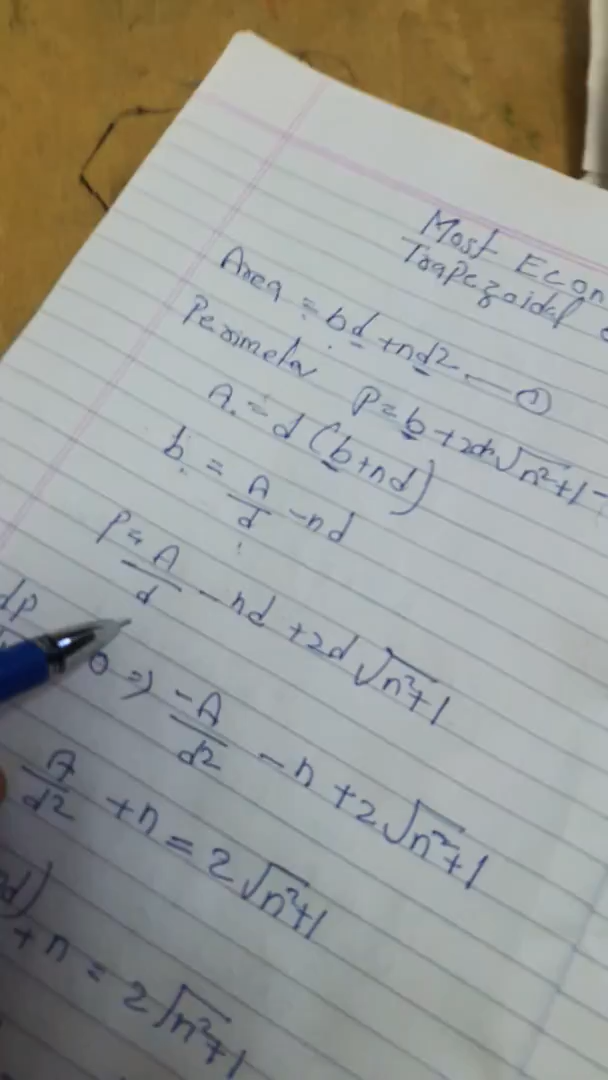 Most Econ
Trapezoidal
Area = bd + nd2 — ①
Perimeter P = b + 2d√n²+1
A = d (b+nd)
b = A/d - nd
P = A/d - nd + 2d √n²+1
dp 0 => -A/d2 - n + 2√n²+1
A/d2 + n = 2√n²+1
nd)
+ n = 2√n²+1